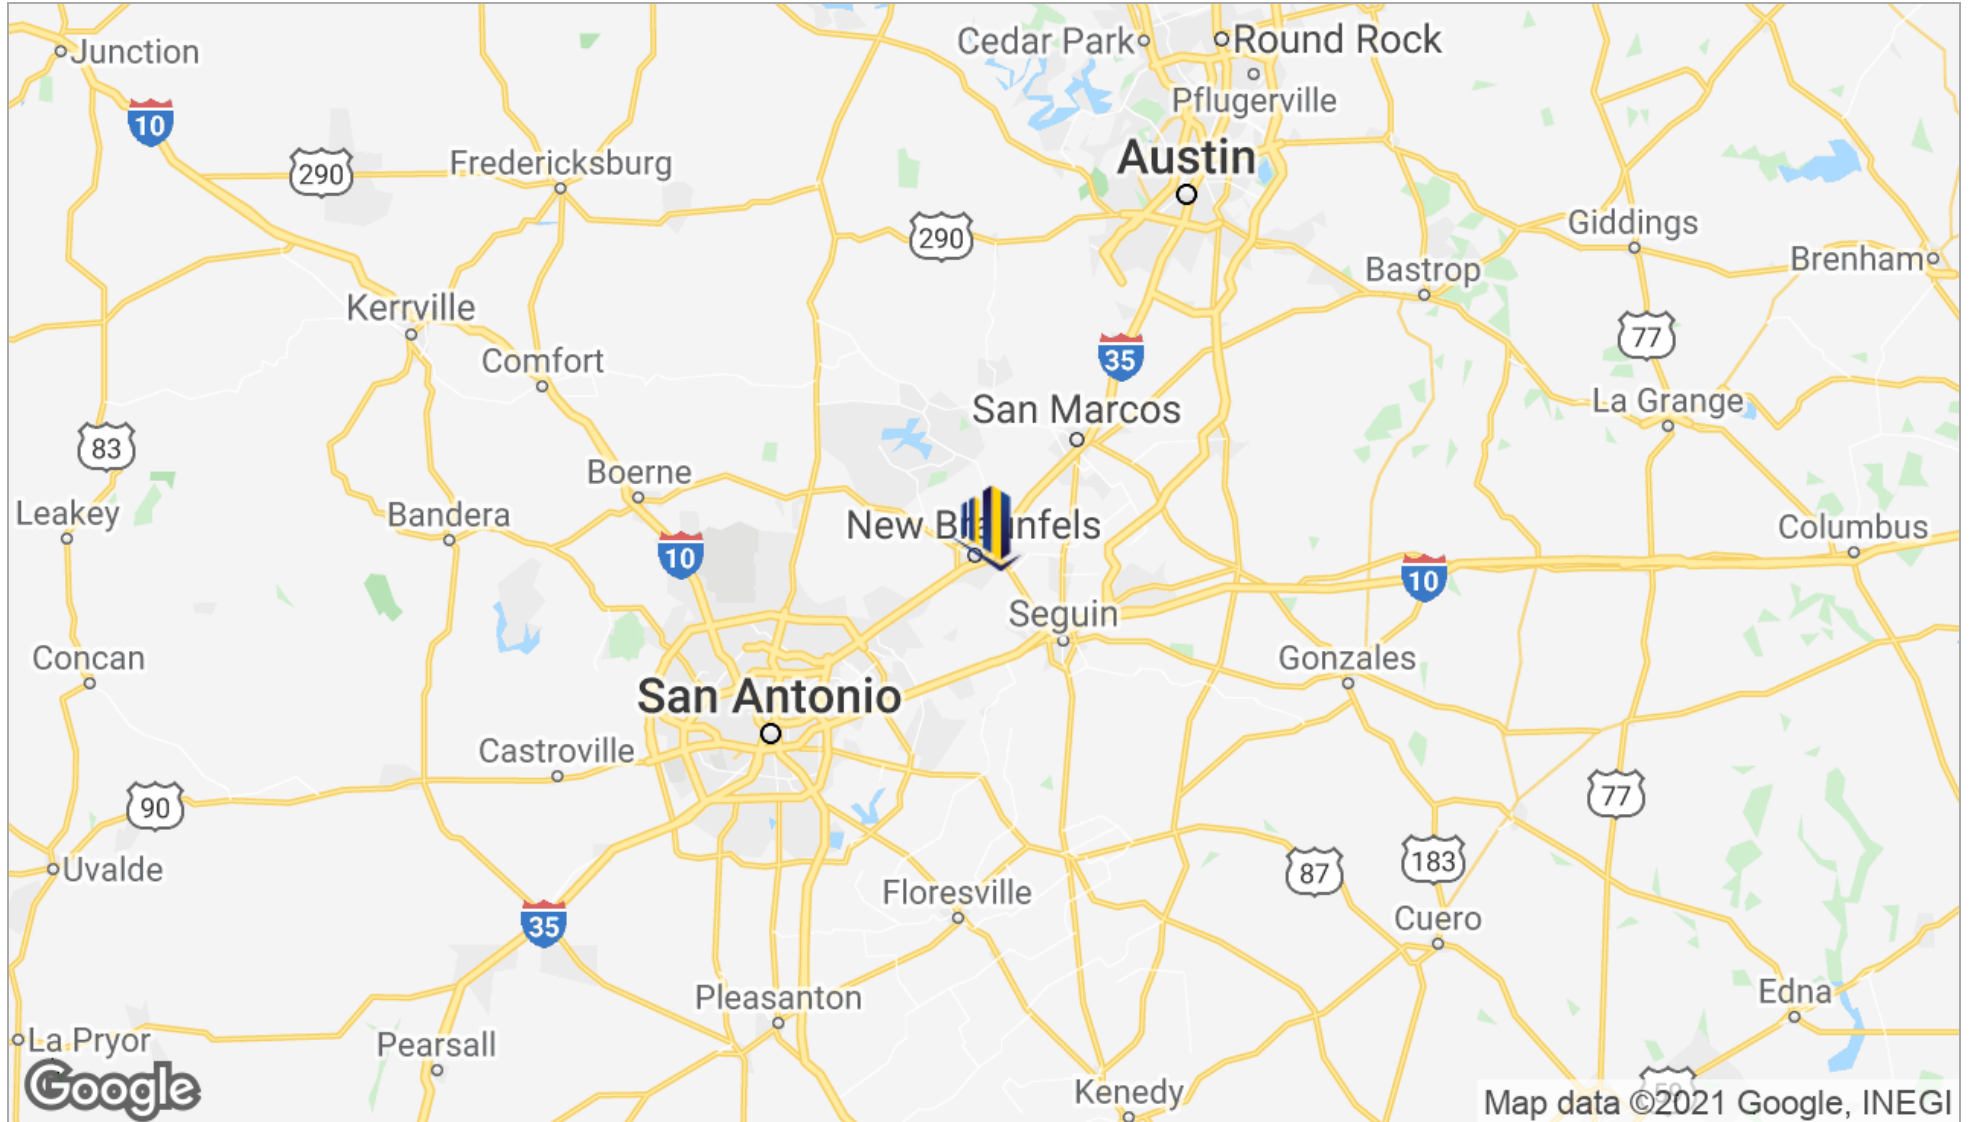 Junction
Cedar Park
Round Rock
Pflugerville
10
Austin
290
Fredericksburg
290
Giddings
Bastrop
Brenham
Kerrville
77
Comfort
35
San Marcos
La Grange
83
Boerne
Leakey
Bandera
New Braunfels
Columbus
10
10
Seguin
Concan
Gonzales
San Antonio
Castroville
90
77
Uvalde
87
183
Floresville
35
Cuero
Pleasanton
Edna
La Pryor
Pearsall
Google
Kenedy
59
Map data ©2021 Google, INEGI